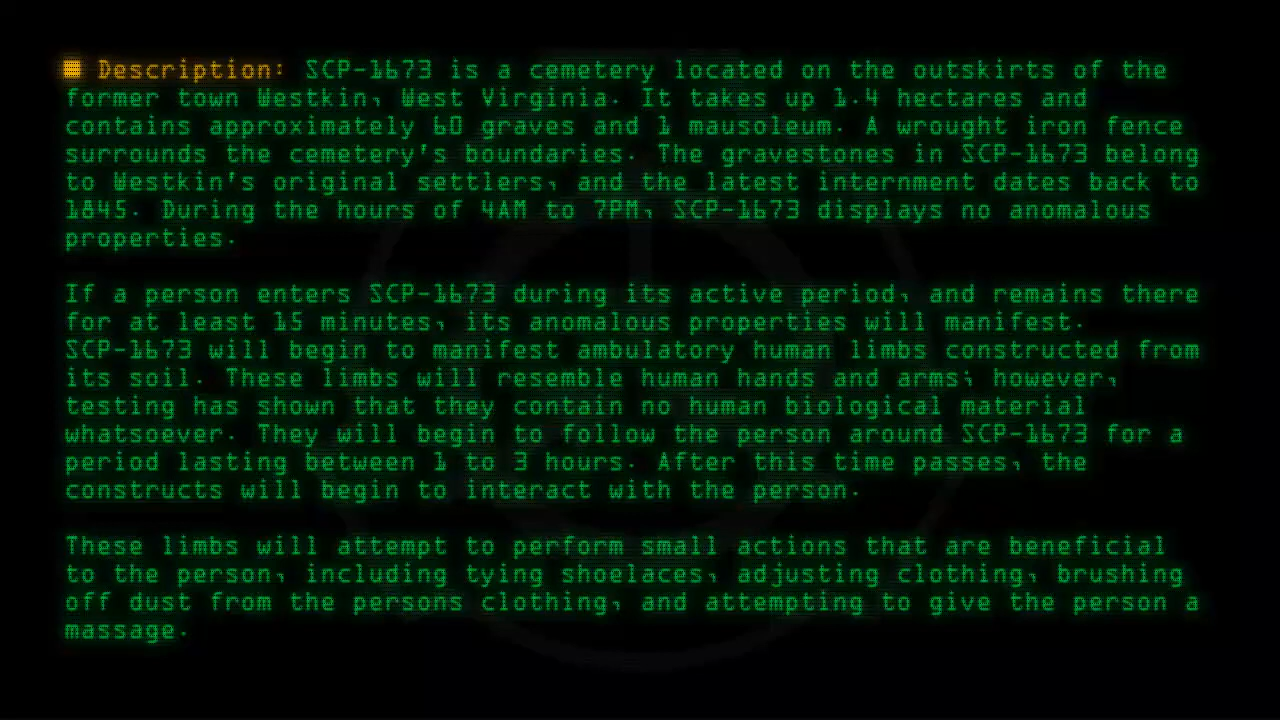 Description: SCP-1673 is a cemetery located on the outskirts of the
former town Westkin, West Virginia. It takes up 1.4 hectares and
contains approximately 60 graves and 1 mausoleum. A wrought iron fence
surrounds the cemetery's boundaries. The gravestones in SCP-1673 belong
to Westkin's original settlers, and the latest internment dates back to
1845. During the hours of 4AM to 7PM, SCP-1673 displays no anomalous
properties.
If a person enters SCP-1673 during its active period, and remains there
for at least 15 minutes, its anomalous properties will manifest.
SCP-1673 will begin to manifest ambulatory human limbs constructed from
its soil. These limbs will resemble human hands and arms; however,
testing has shown that they contain no human biological material
whatsoever. They will begin to follow the person around SCP-1673 for a
period lasting between 1 to 3 hours. After this time passes, the
constructs will begin to interact with the person.
These limbs will attempt to perform small actions that are beneficial
to the person, including tying shoelaces, adjusting clothing, brushing
off dust from the persons clothing, and attempting to give the person a
massage.